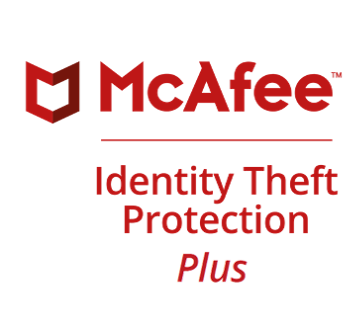 McAfee™
Identity Theft
Protection
Plus